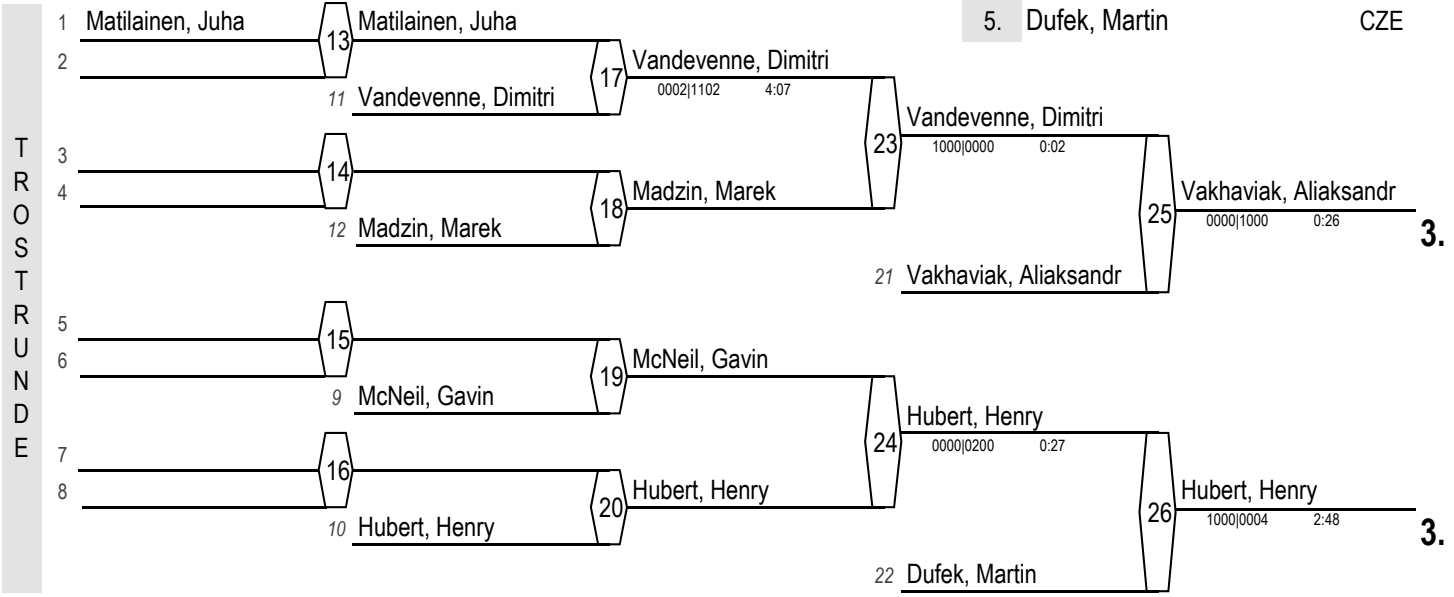 TROSTRUNDE
5. Dufek, Martin CZE
1 Matilainen, Juha
2
13
Matilainen, Juha
11 Vandevenne, Dimitri
17
Vandevenne, Dimitri
0002|1102 4:07
3
4
14
12 Madzin, Marek
18
Madzin, Marek
23
Vandevenne, Dimitri
1000|0000 0:02
21 Vakhaviak, Aliaksandr
25
Vakhaviak, Aliaksandr
0000|1000 0:26
3.
5
6
15
9 McNeil, Gavin
19
McNeil, Gavin
7
8
16
10 Hubert, Henry
20
Hubert, Henry
24
Hubert, Henry
0000|0200 0:27
22 Dufek, Martin
26
Hubert, Henry
1000|0004 2:48
3.